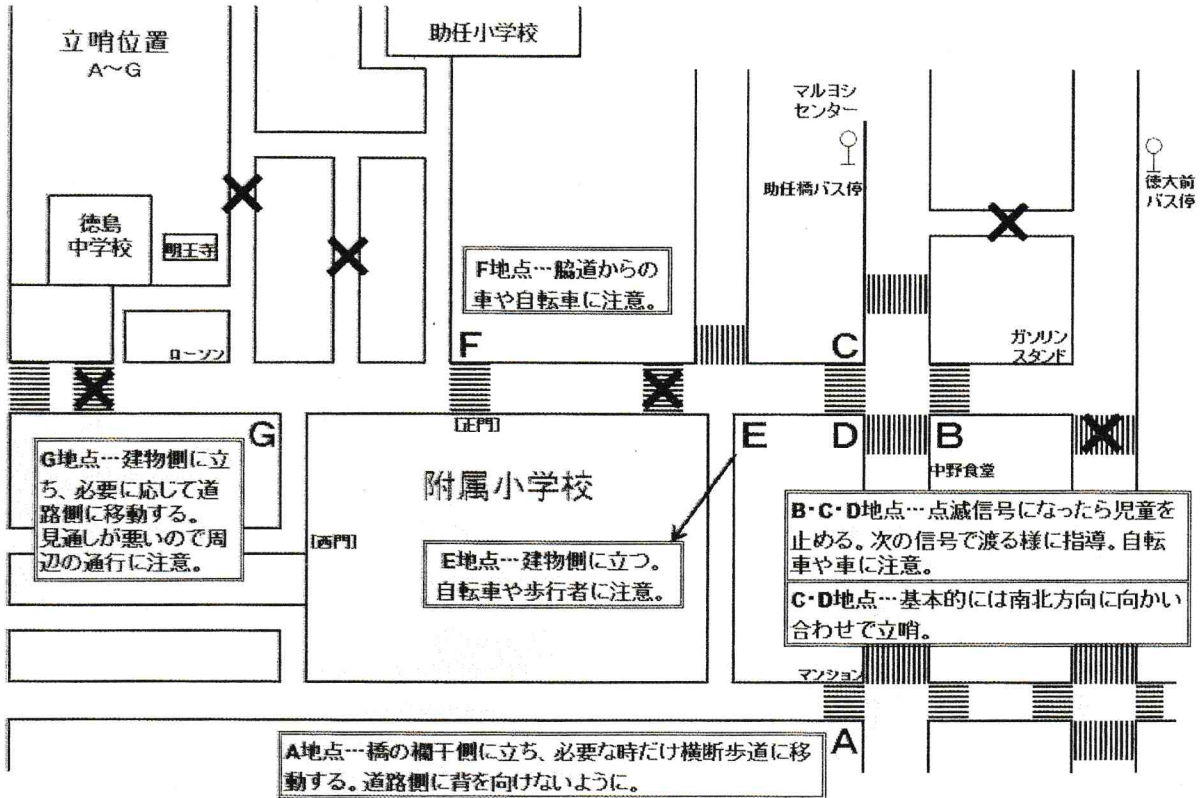 立哨位置
A～G
助任小学校
マルヨシ
センター
助任橋バス停
徳大前
バス停
徳島
中学校
明王寺
F地点…脇道からの
車や自転車に注意。
ローソン
F
C
ガソリン
スタンド
G
[正門]
E
D
B
中野食堂
G地点…建物側に立
ち、必要に応じて道
路側に移動する。
見通しが悪いので周
辺の通行に注意。
附属小学校
[西門]
E地点…建物側に立つ。
自転車や歩行者に注意。
B・C・D地点…点滅信号になったら児童を
止める。次の信号で渡る様に指導。自転
車や車に注意。
C・D地点…基本的には南北方向に向かい
合わせで立哨。
マンション
A地点…橋の欄干側に立ち、必要な時だけ横断歩道に移
動する。道路側に背を向けないように。
A